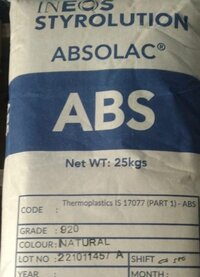 INEOS
STYROLUTION
ABSOLAC®
ABS
Net WT: 25kgs
CODE : Thermoplastics IS 17077 (PART 1) - ABS
GRADE : 920
COLOUR : NATURAL
LOT NO : 221011457 A SHIFT
YEAR : MONTH :